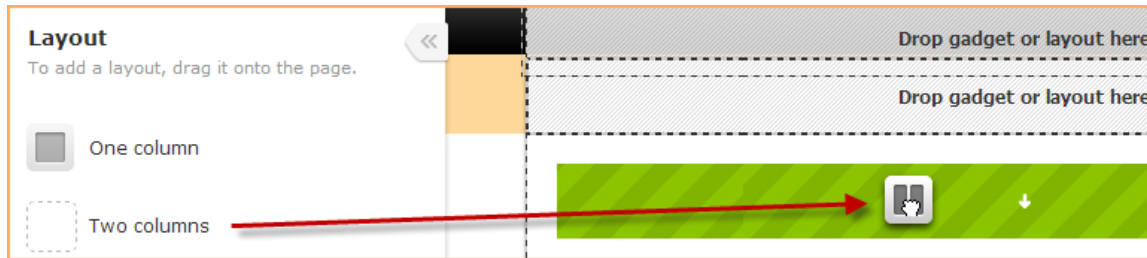 Layout
To add a layout, drag it onto the page.
One column
Two columns
Drop gadget or layout here
Drop gadget or layout here